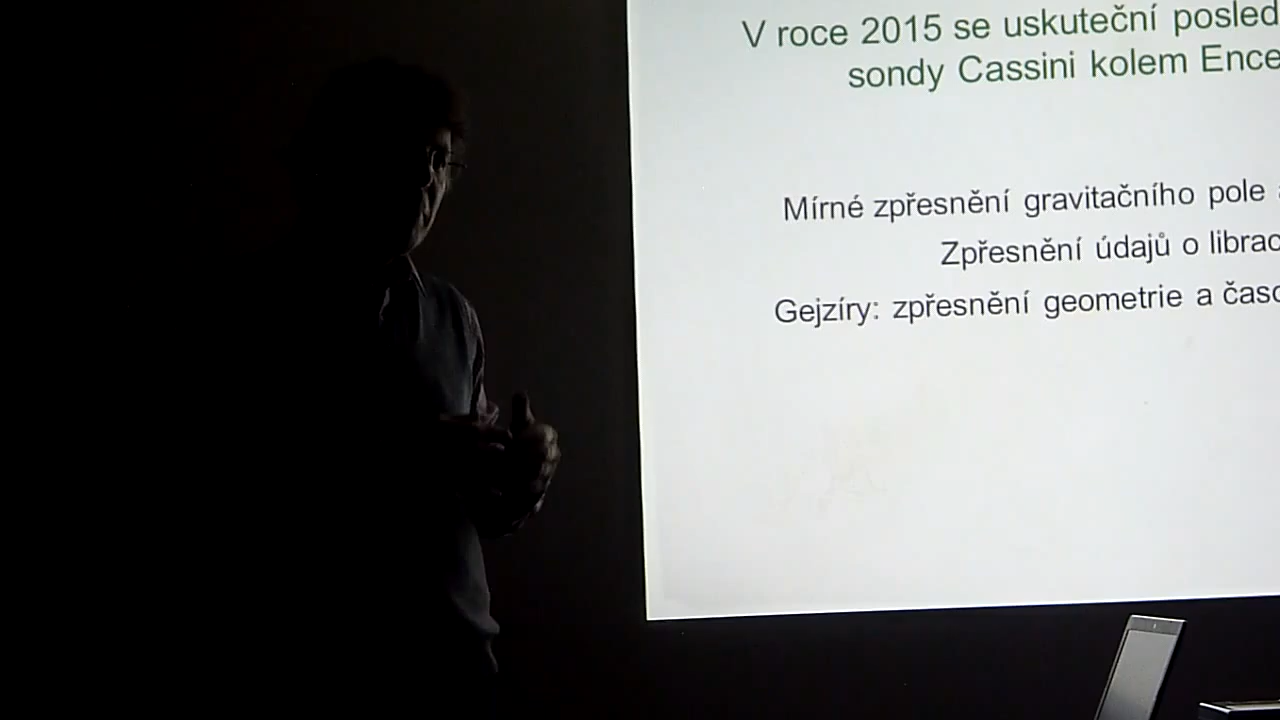 V roce 2015 se uskuteční posled
sondy Cassini kolem Ence
Mírné zpřesnění gravitačního pole
Zpřesnění údajů o librac
Gejzíry: zpřesnění geometrie a časo